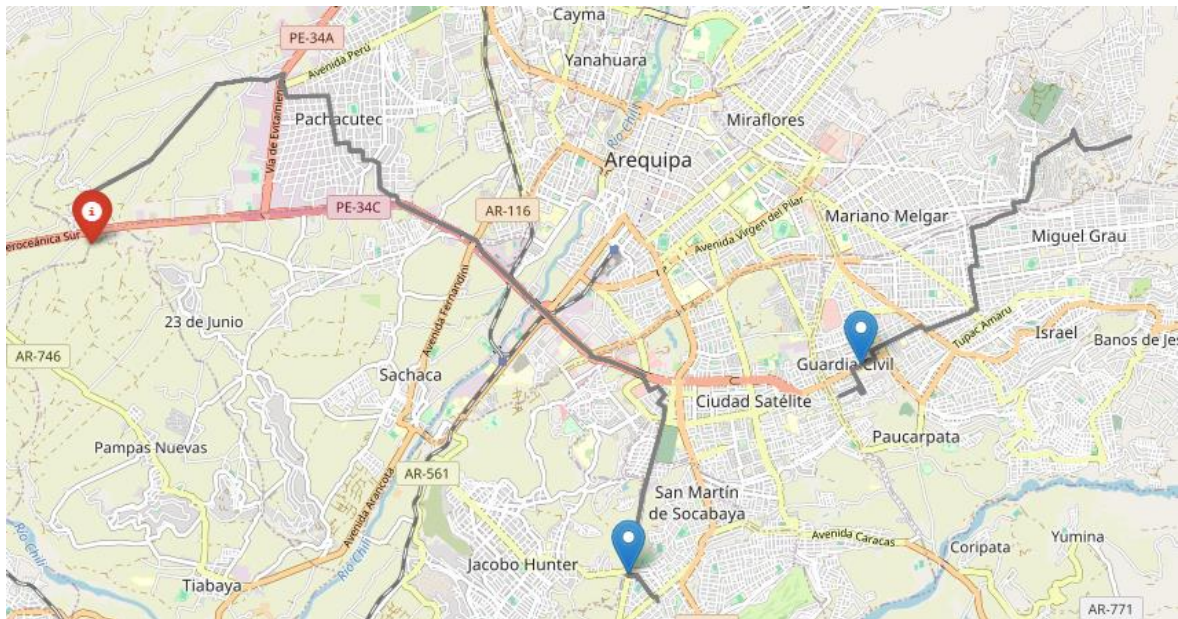 Cayma
PE-34A
Avenida Perú
Yanahuara
Río Chili
Vía de Evitamien
Pachacutec
Miraflores
Arequipa
PE-34C
AR-116
Mariano Melgar
Avenida Virgen del Pilar
Miguel Grau
eroceánica Sur
Avenida Fernandini
23 de Junio
Tupac Amaru
Israel
Banos de Jes
AR-746
Guardia Civil
Sachaca
Ciudad Satélite
Paucarpata
Pampas Nuevas
AR-561
San Martín
de Socabaya
Avenida Arancota
Avenida Caracas
Río Chili
Río Chili
Coripata
Yumina
Jacobo Hunter
Tiabaya
AR-771